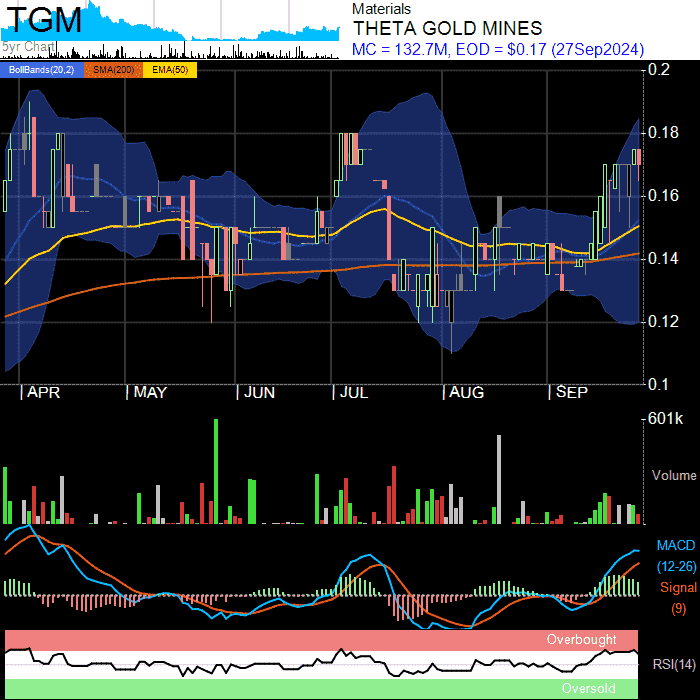 TGM
5yr Chart
Materials
THETA GOLD MINES
MC = 132.7M, EOD = $0.17 (27Sep2024)
BollBands(20,2) SMA(200) EMA(50)
0.2
0.18
0.16
0.14
0.12
0.1
APR MAY JUN JUL AUG SEP
601k
Volume
MACD
(12-26)
Signal
(9)
Overbought
RSI(14)
Oversold